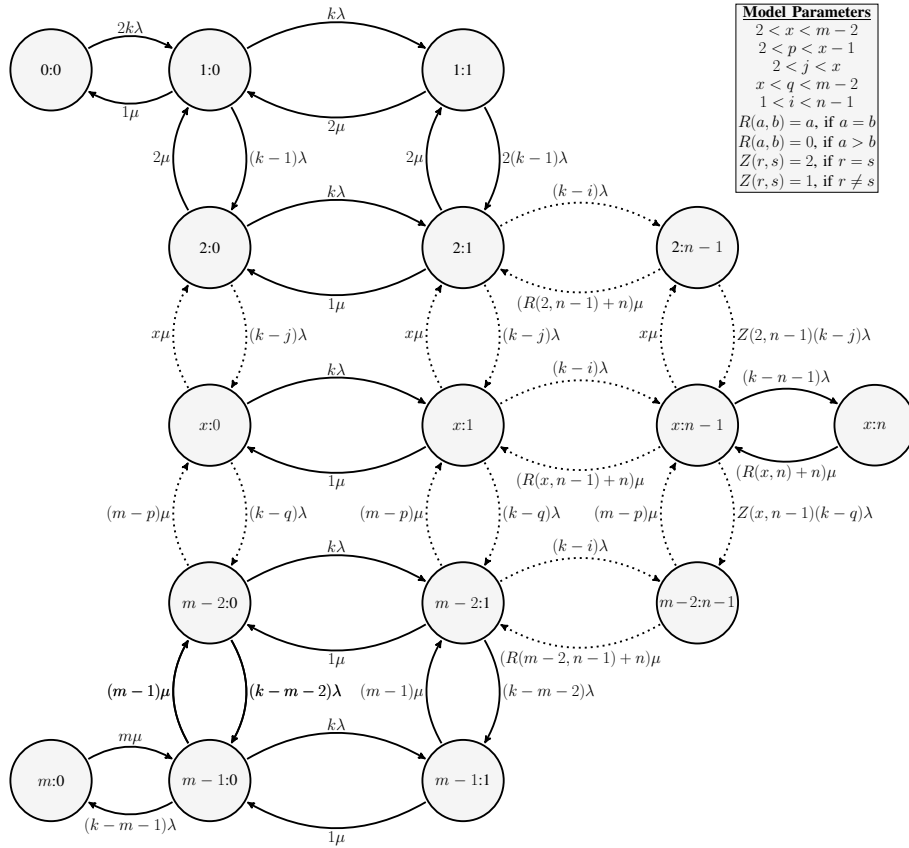 Model Parameters
2 < x < m − 2
2 < p < x − 1
2 < j < x
x < q < m − 2
1 < i < n − 1
R(a, b) = a, if a = b
R(a, b) = 0, if a > b
Z(r, s) = 2, if r = s
Z(r, s) = 1, if r ≠ s
2kλ
kλ
0:0
1:0
1:1
1μ
2μ
2μ
(k − 1)λ
2μ
2(k − 1)λ
kλ
(k − i)λ
2:0
2:1
2:n − 1
1μ
(R(2, n − 1) + n)μ
xμ
(k − j)λ
xμ
(k − j)λ
xμ
Z(2, n − 1)(k − j)λ
kλ
(k − i)λ
(k − n − 1)λ
x:0
x:1
x:n − 1
x:n
1μ
(R(x, n − 1) + n)μ
(R(x, n) + n)μ
(m − p)μ
(k − q)λ
(m − p)μ
(k − q)λ
(m − p)μ
Z(x, n − 1)(k − q)λ
kλ
(k − i)λ
m − 2:0
m − 2:1
m−2:n−1
1μ
(R(m − 2, n − 1) + n)μ
(m − 1)μ
(k − m − 2)λ
(m − 1)μ
(k − m − 2)λ
mμ
kλ
m:0
m − 1:0
m − 1:1
(k − m − 1)λ
1μ